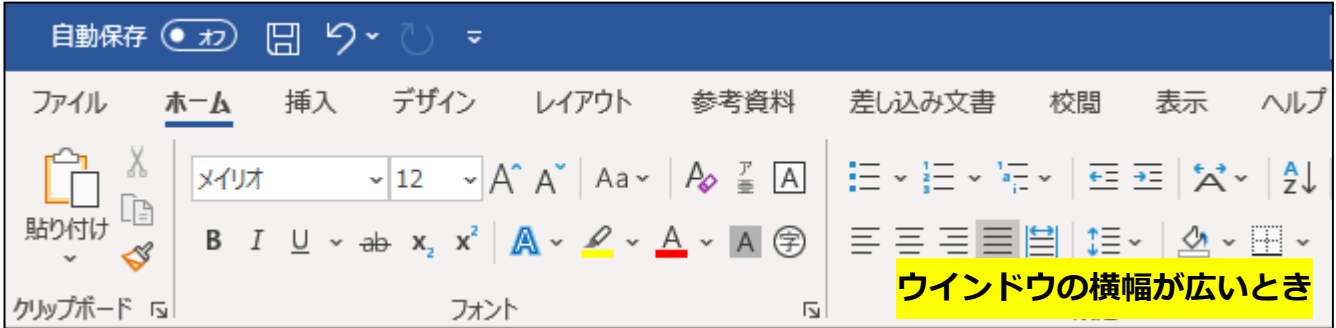 自動保存 オフ
ファイル ホーム 挿入 デザイン レイアウト 参考資料 差し込み文書 校閲 表示 ヘルプ
メイリオ 12 A A Aa A ア亜 A A Z
貼り付け
B I U ab x₂ x² A A A 字
ウインドウの横幅が広いとき
クリップボード フォント